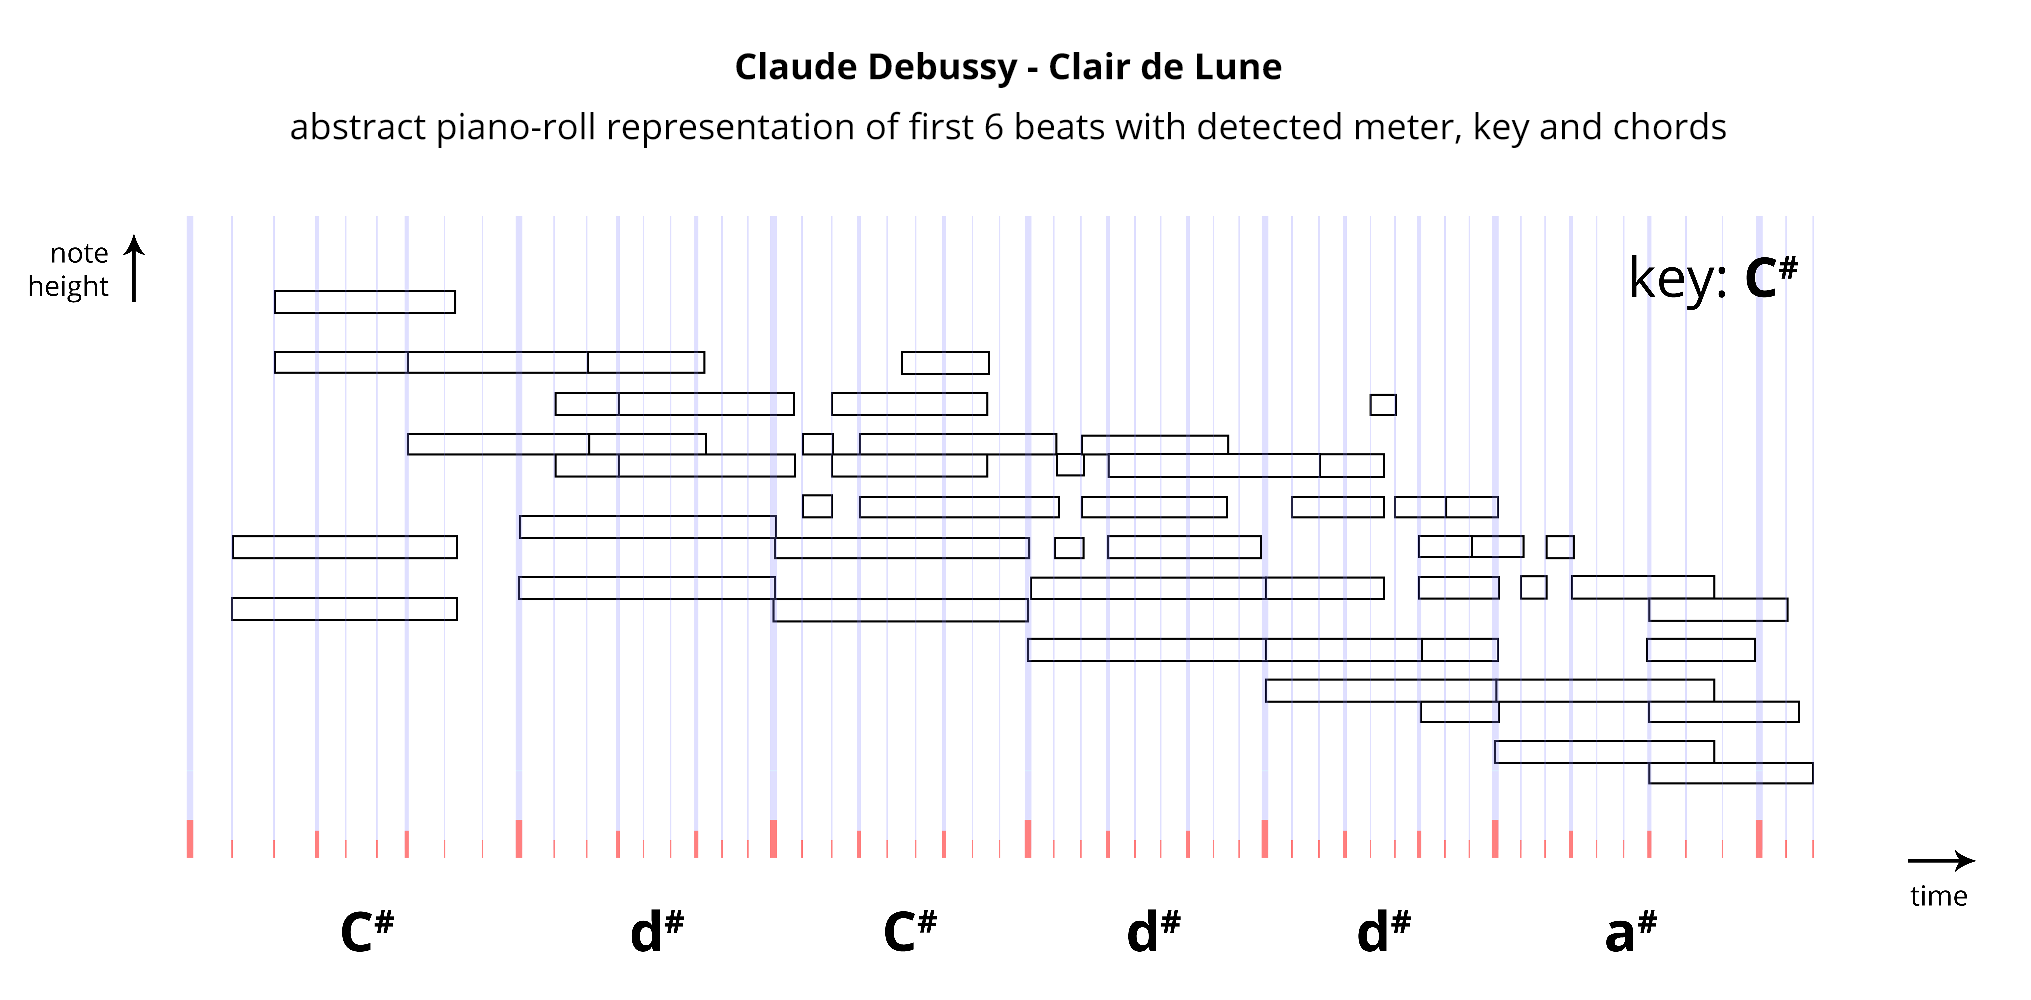 Claude Debussy - Clair de Lune
abstract piano-roll representation of first 6 beats with detected meter, key and chords
note
height
key: C#
time
C# d# C# d# d# a#